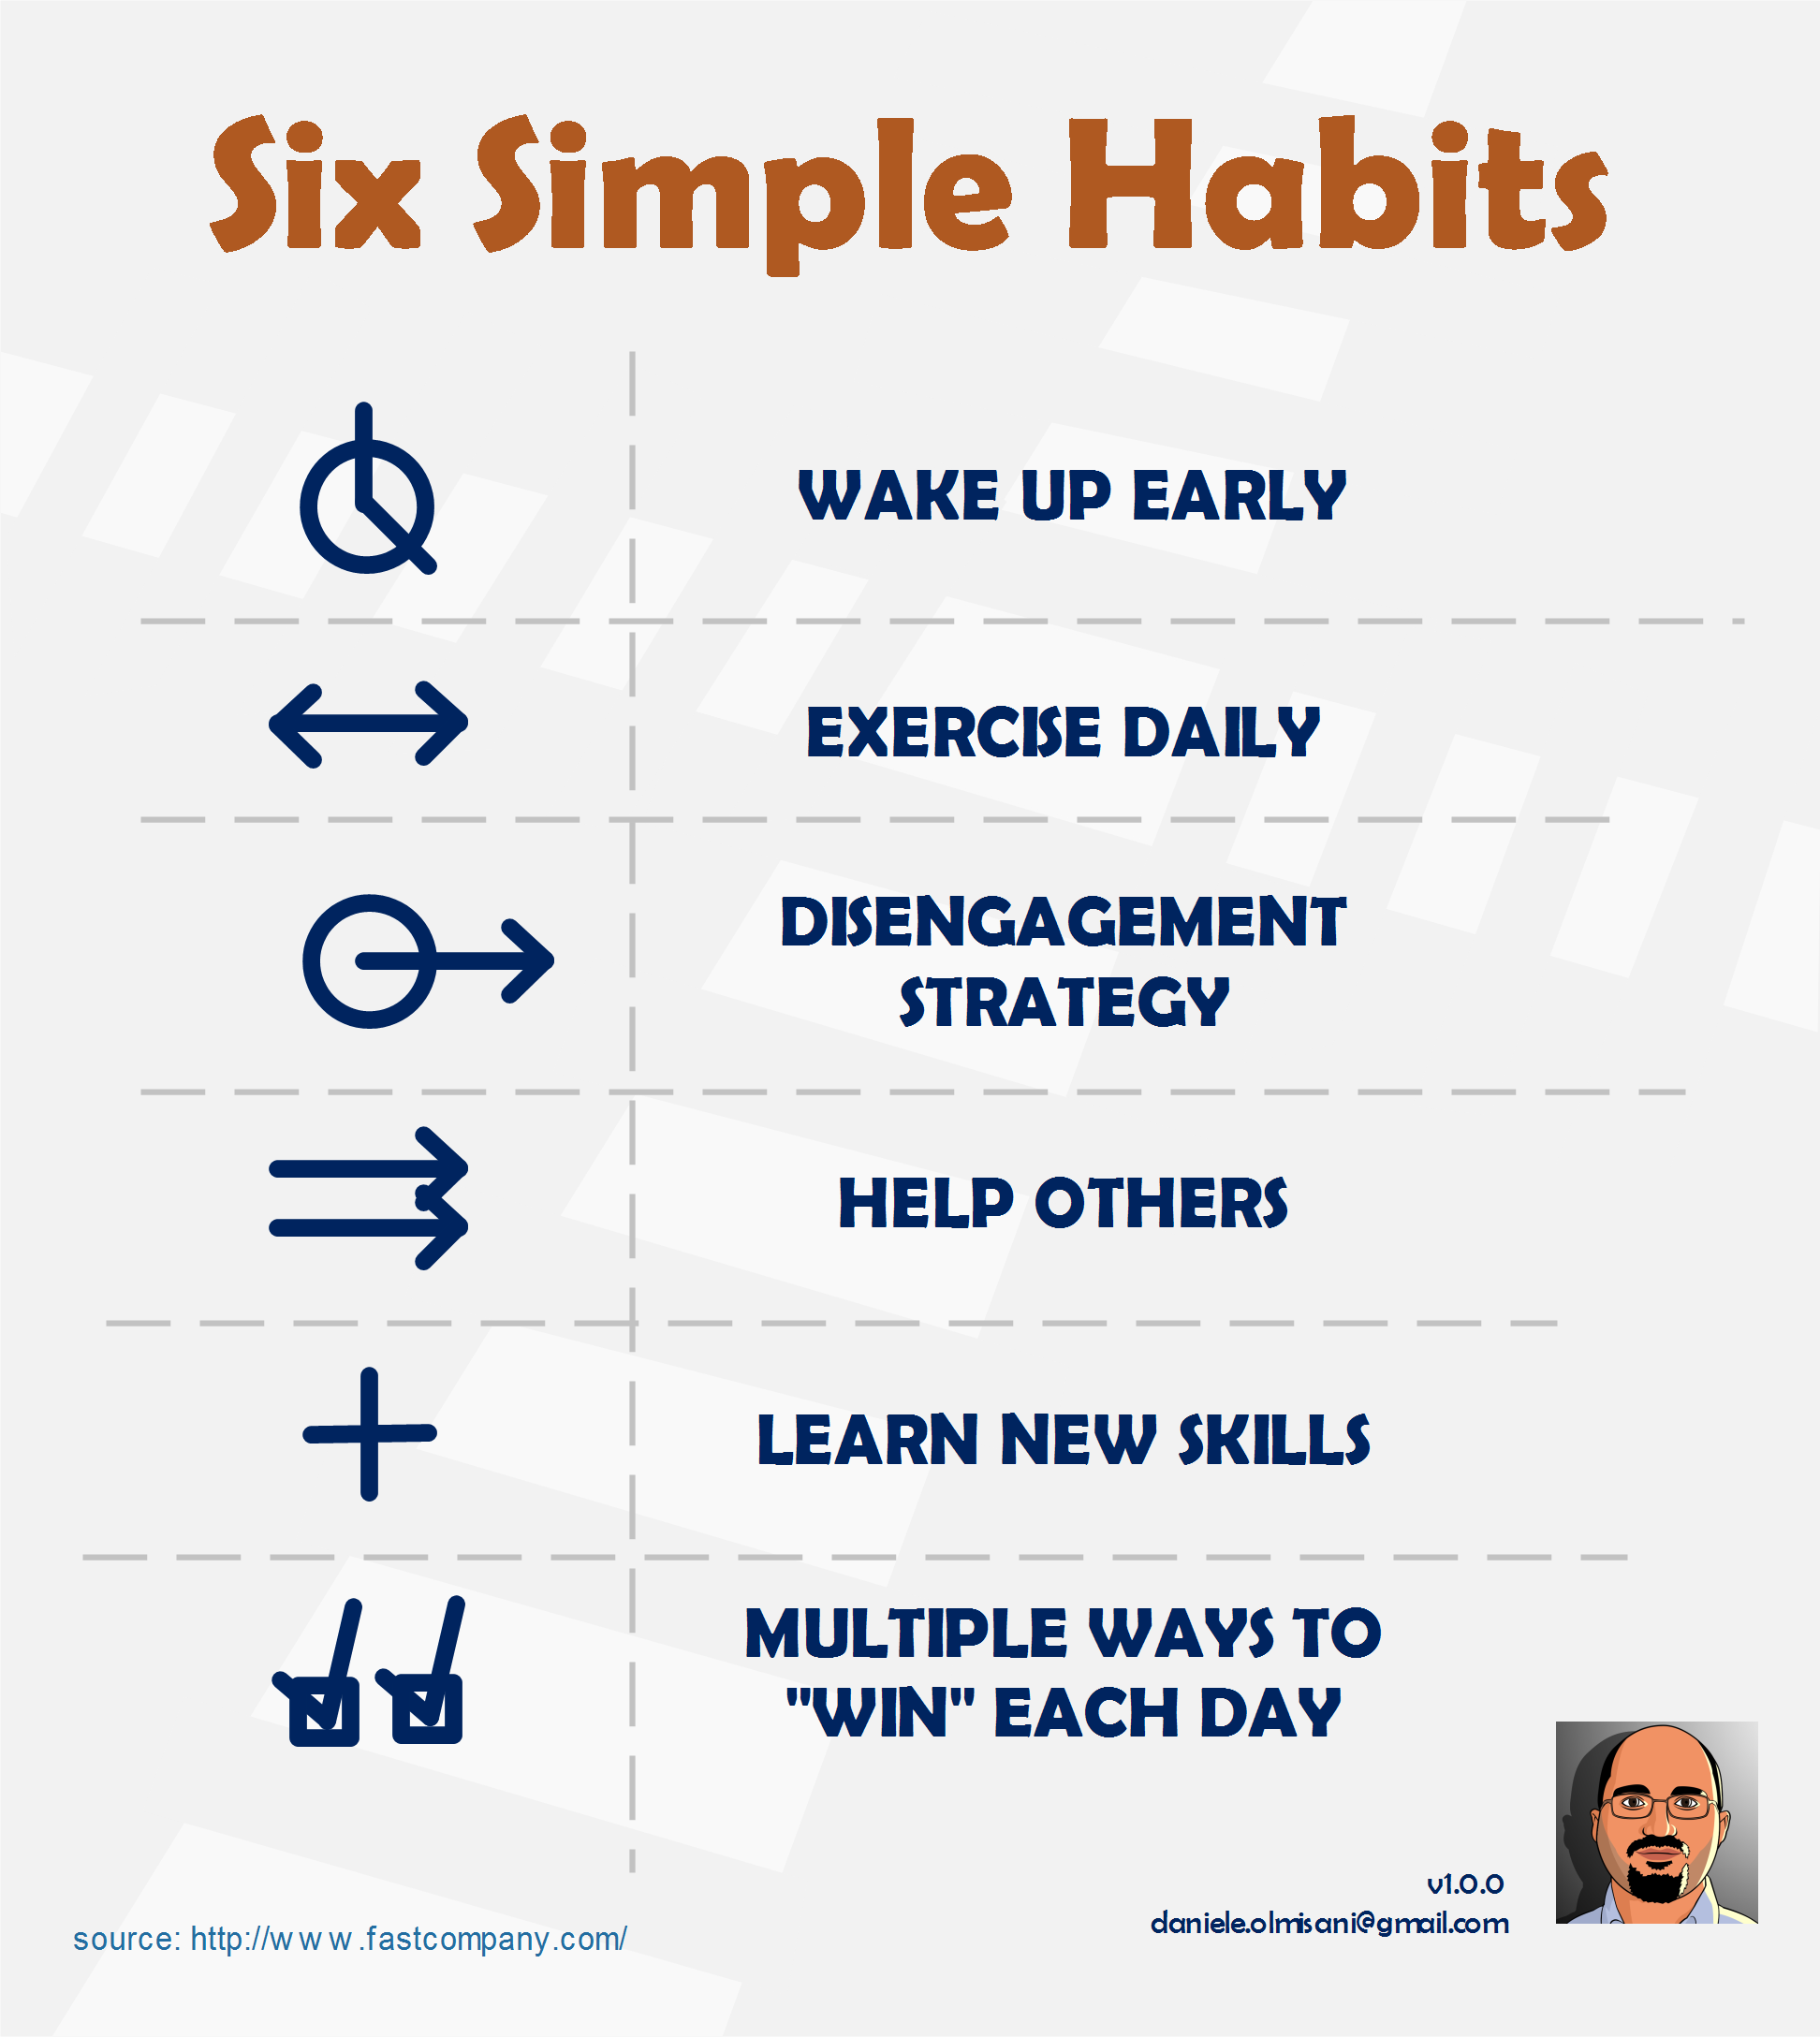 Six Simple Habits
WAKE UP EARLY
EXERCISE DAILY
DISENGAGEMENT
STRATEGY
HELP OTHERS
LEARN NEW SKILLS
MULTIPLE WAYS TO
"WIN" EACH DAY
v1.0.0
daniele.olmisani@gmail.com
source: http://www.fastcompany.com/